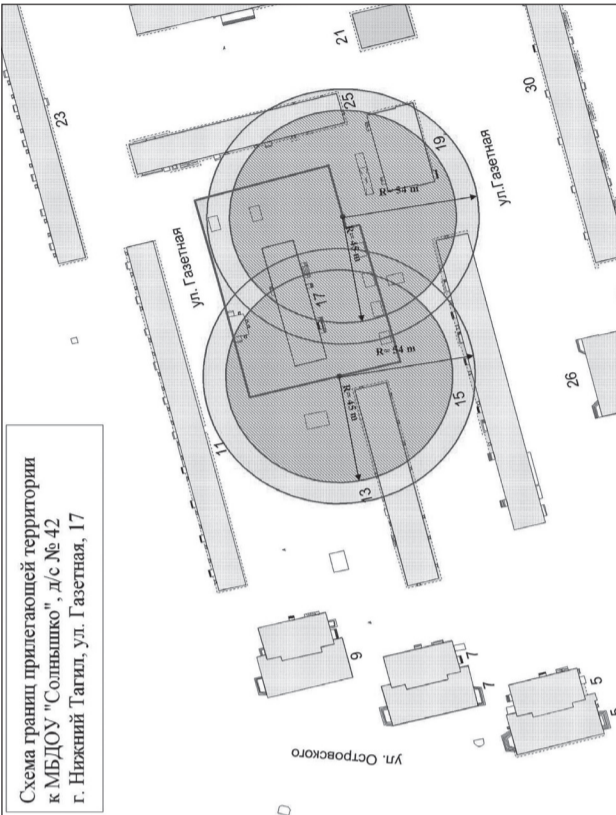 Схема границ прилегающей территории
к МБДОУ "Солнышко", д/с № 42
г. Нижний Тагил, ул. Газетная, 17
23
21
25
19
30
ул. Газетная
ул.Газетная
17
R= 54 m
R= 45 m
R= 54 m
R= 45 m
11
13
15
26
9
7
7
5
5
ул. Островского